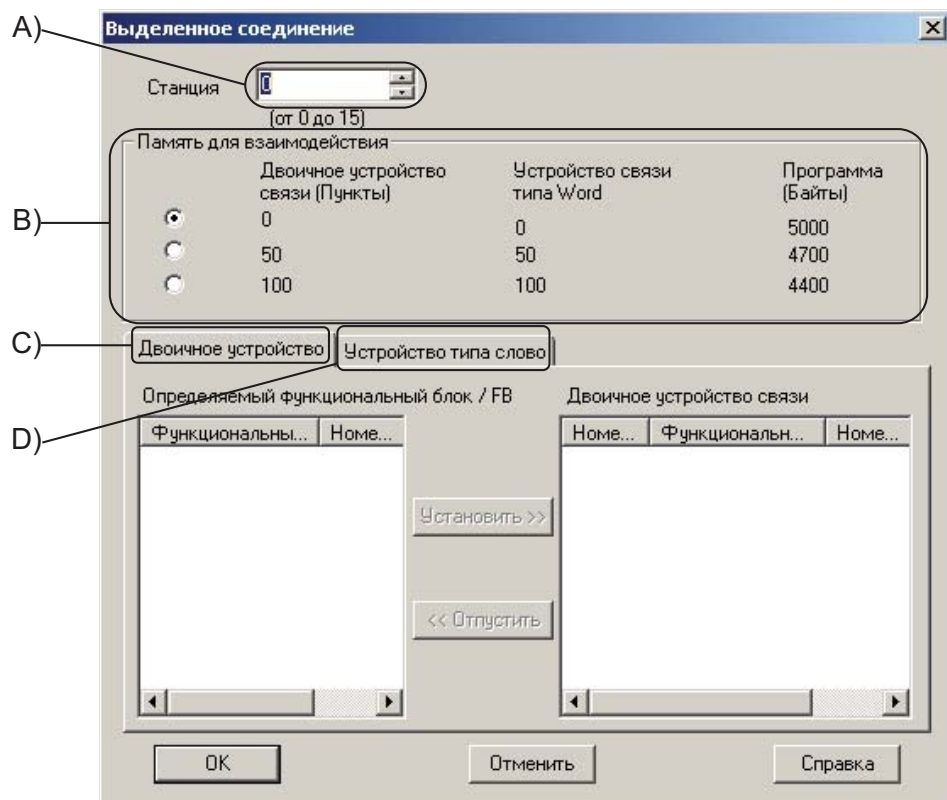 A)
Выделенное соединение
Станция 0
(от 0 до 15)
B)
Память для взаимодействия
Двоичное устройство связи (Пункты) Устройство связи типа Word Программа (Байты)
0 0 5000
50 50 4700
100 100 4400
C)
Двоичное устройство Устройство типа слово
D)
Определяемый функциональный блок / FB Двоичное устройство связи
Функциональны... Номе... Номе... Функциональн... Номе...
Установить >>
<< Отпустить
OK Отменить Справка